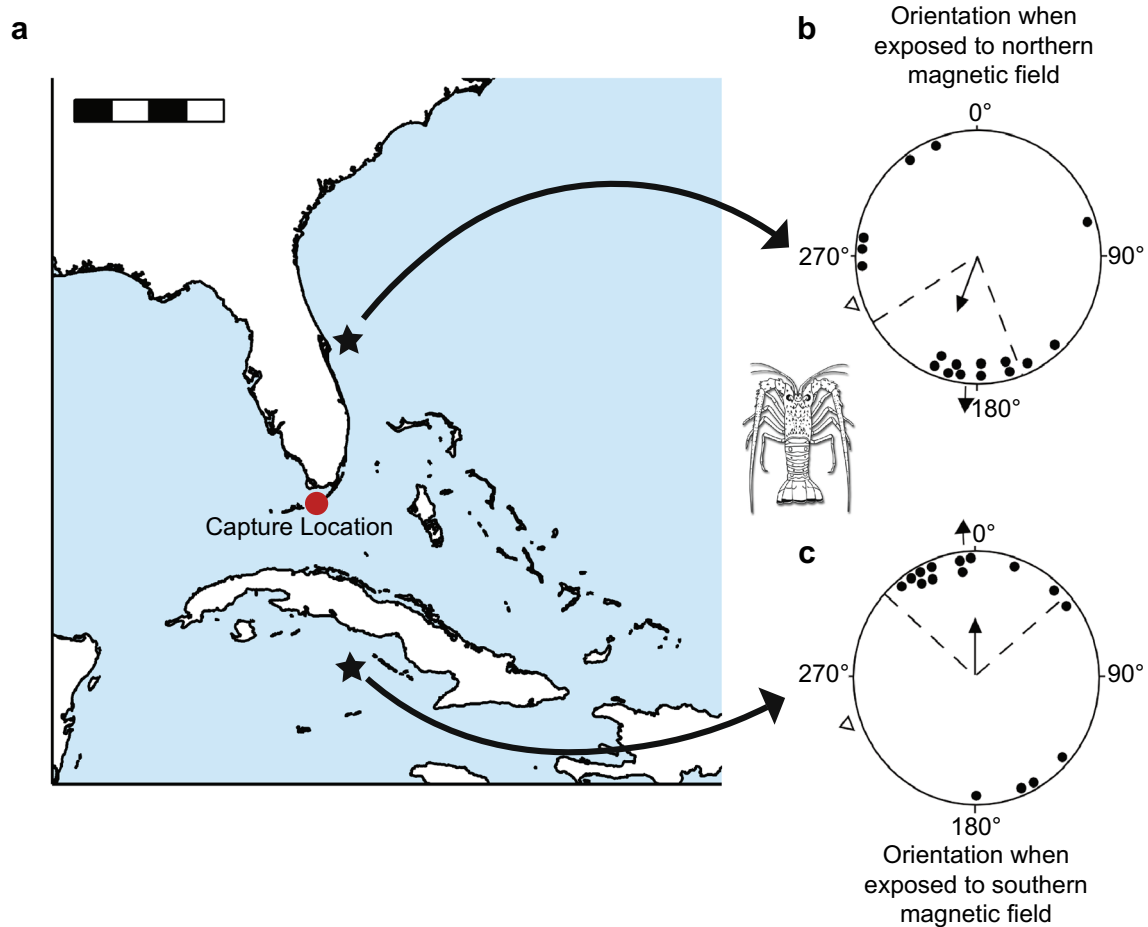 a
Capture Location
b
Orientation when
exposed to northern
magnetic field
0°
270°
90°
180°
c
0°
270°
90°
180°
Orientation when
exposed to southern
magnetic field